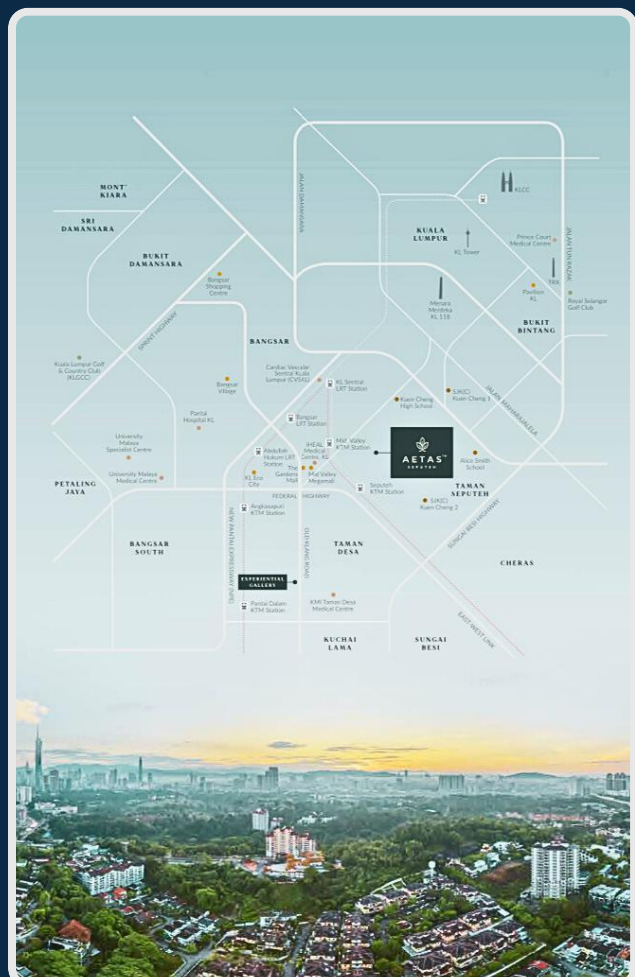 MONT'
KIARA
SRI
DAMANSARA
BUKIT
DAMANSARA
JALAN DAMANSARA
KLCC
KUALA
LUMPUR
KL Tower
Prince Court
Medical Centre
JALAN TUN RAZAK
TRX
Bangsar
Shopping
Centre
Menara
Merdeka
KL 118
Pavilion
KL
Royal Selangor
Golf Club
BUKIT
BINTANG
SPRINT HIGHWAY
BANGSAR
Kuala Lumpur Golf
& Country Club
(KLGCC)
Cardiac Vascular
Sentral Kuala
Lumpur (CVSKL)
KL Sentral
LRT Station
Bangsar
Village
Kuen Cheng
High School
SJK(C)
Kuen Cheng 1
JALAN MAHARAJALELA
Pantai
Hospital KL
Bangsar
LRT Station
University
Malaya
Specialist Centre
Abdullah
Hukum LRT
Station
iHEAL
Medical
Centre, KL
Mid Valley
KTM Station
AETAS™
SEPUTEH
Alice Smith
School
University Malaya
Medical Centre
KL Eco
City
The
Gardens
Mall
Mid Valley
Megamall
Seputeh
KTM Station
TAMAN
SEPUTEH
PETALING
JAYA
FEDERAL HIGHWAY
SJK(C)
Kuen Cheng 2
Angkasapuri
KTM Station
NEW PANTAI EXPRESSWAY (NPE)
OLD KLANG ROAD
SUNGAI BESI HIGHWAY
BANGSAR
SOUTH
TAMAN
DESA
CHERAS
EXPERIENTIAL
GALLERY
Pantai Dalam
KTM Station
KMI Taman Desa
Medical Centre
EAST-WEST LINK
KUCHAI
LAMA
SUNGAI
BESI